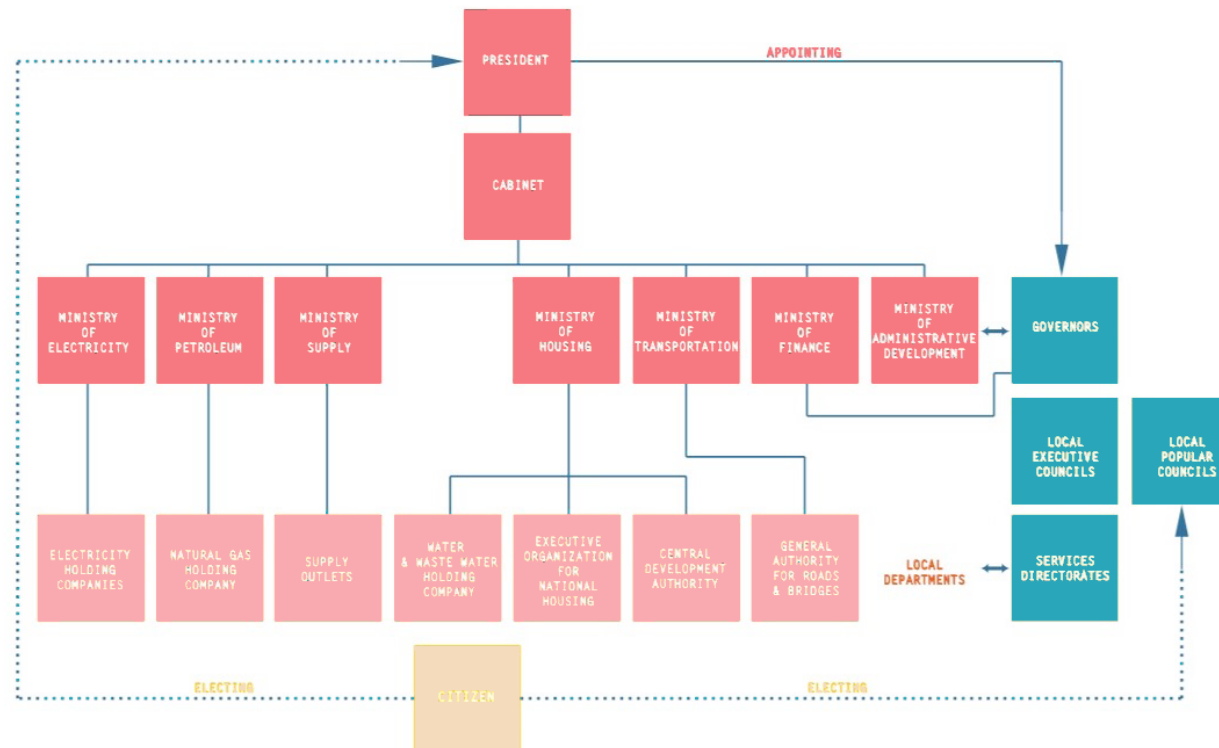 PRESIDENT
APPOINTING
CABINET
MINISTRY
OF
ELECTRICITY
MINISTRY
OF
PETROLEUM
MINISTRY
OF
SUPPLY
MINISTRY
OF
HOUSING
MINISTRY
OF
TRANSPORTATION
MINISTRY
OF
FINANCE
MINISTRY
OF
ADMINISTRATIVE
DEVELOPMENT
GOVERNORS
LOCAL
EXECUTIVE
COUNCILS
LOCAL
POPULAR
COUNCILS
ELECTRICITY
HOLDING
COMPANIES
NATURAL GAS
HOLDING
COMPANY
SUPPLY
OUTLETS
WATER
& WASTE WATER
HOLDING
COMPANY
EXECUTIVE
ORGANIZATION
FOR
NATIONAL
HOUSING
CENTRAL
DEVELOPMENT
AUTHORITY
GENERAL
AUTHORITY
FOR ROADS
& BRIDGES
LOCAL
DEPARTMENTS
SERVICES
DIRECTORATES
ELECTING
CITIZEN
ELECTING